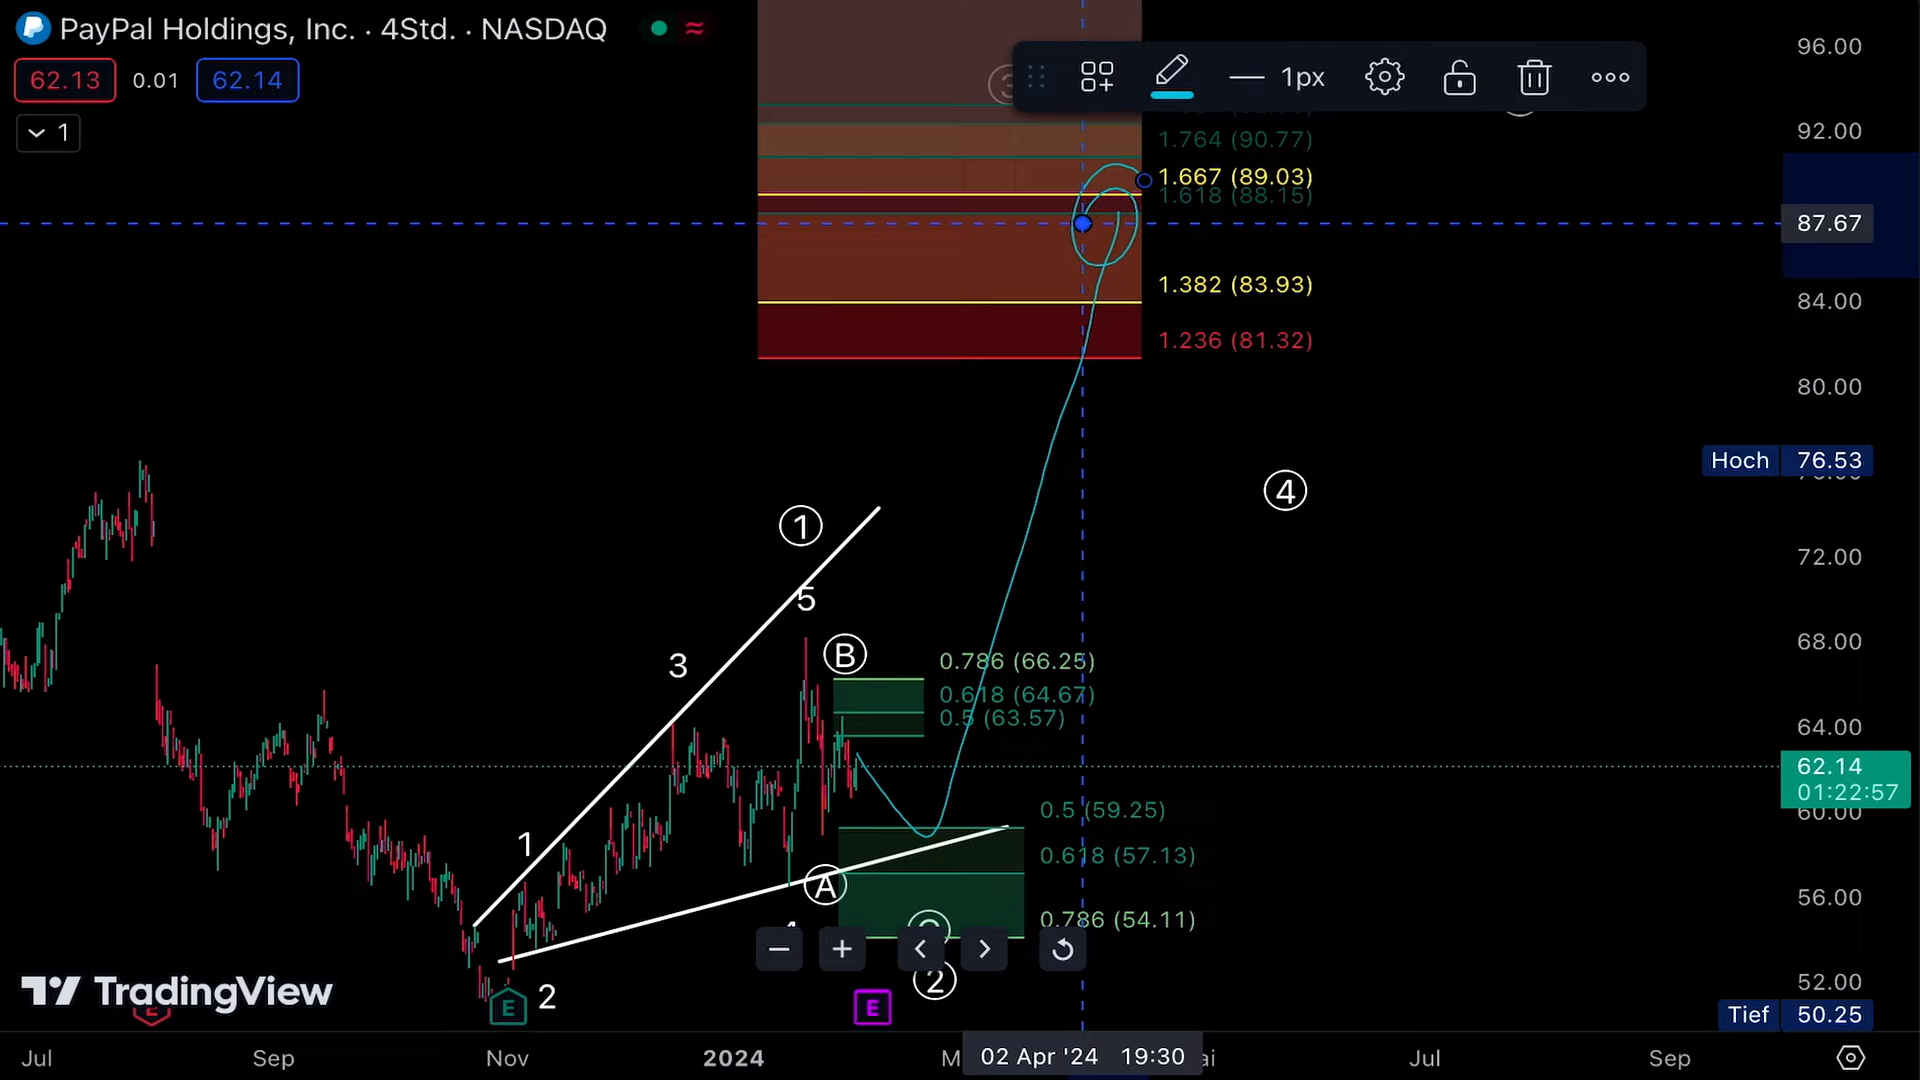 PayPal Holdings, Inc. · 4Std. · NASDAQ
62.13 0.01 62.14
1
1px
96.00
92.00
87.67
84.00
80.00
Hoch 76.53
72.00
68.00
64.00
62.14
01:22:57
60.00
56.00
52.00
Tief 50.25
1.764 (90.77)
1.667 (89.03)
1.618 (88.15)
1.382 (83.93)
1.236 (81.32)
4
1
5
3
B
0.786 (66.25)
0.618 (64.67)
0.5 (63.57)
1
0.5 (59.25)
0.618 (57.13)
0.786 (54.11)
A
2
2
E
E
E
TradingView
Jul
Sep
Nov
2024
02 Apr '24 19:30
Jul
Sep